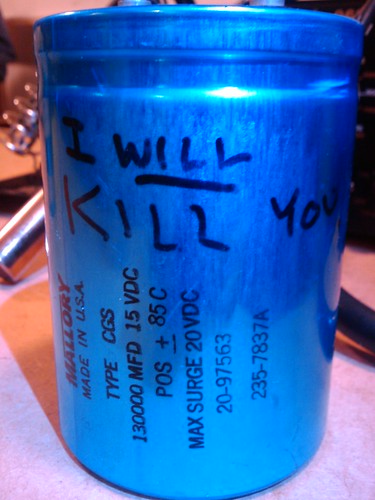 I WILL
KILL YOU
MALLORY
MADE IN U.S.A.
TYPE CGS
130000 MFD 15 VDC
POS + 85 C
MAX SURGE 20 VDC
20-97563
235-7837A